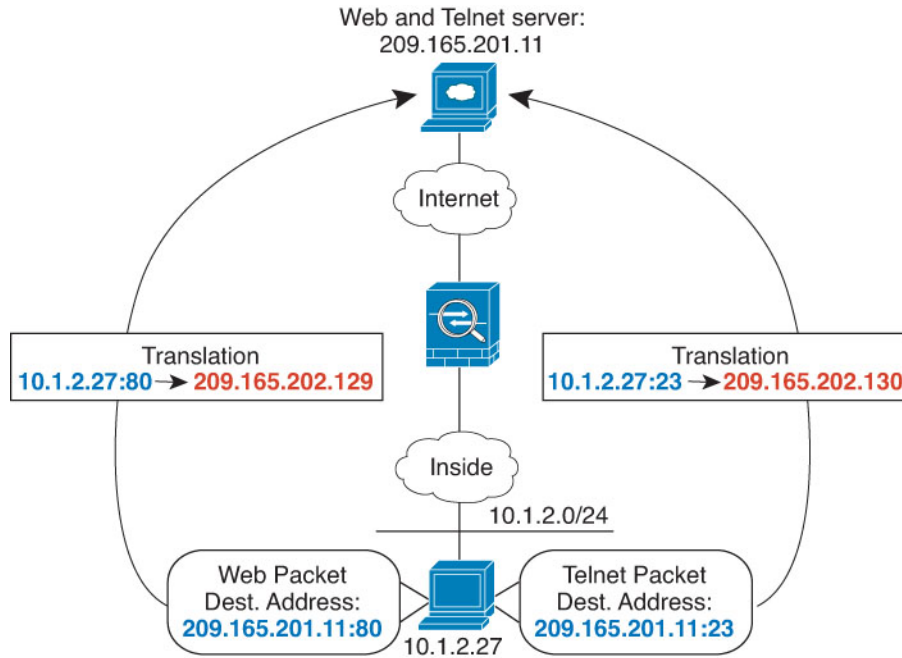 Web and Telnet server:
209.165.201.11
Internet
Translation
10.1.2.27:80 209.165.202.129
Translation
10.1.2.27:23 209.165.202.130
Inside
10.1.2.0/24
Web Packet
Dest. Address:
209.165.201.11:80
Telnet Packet
Dest. Address:
209.165.201.11:23
10.1.2.27